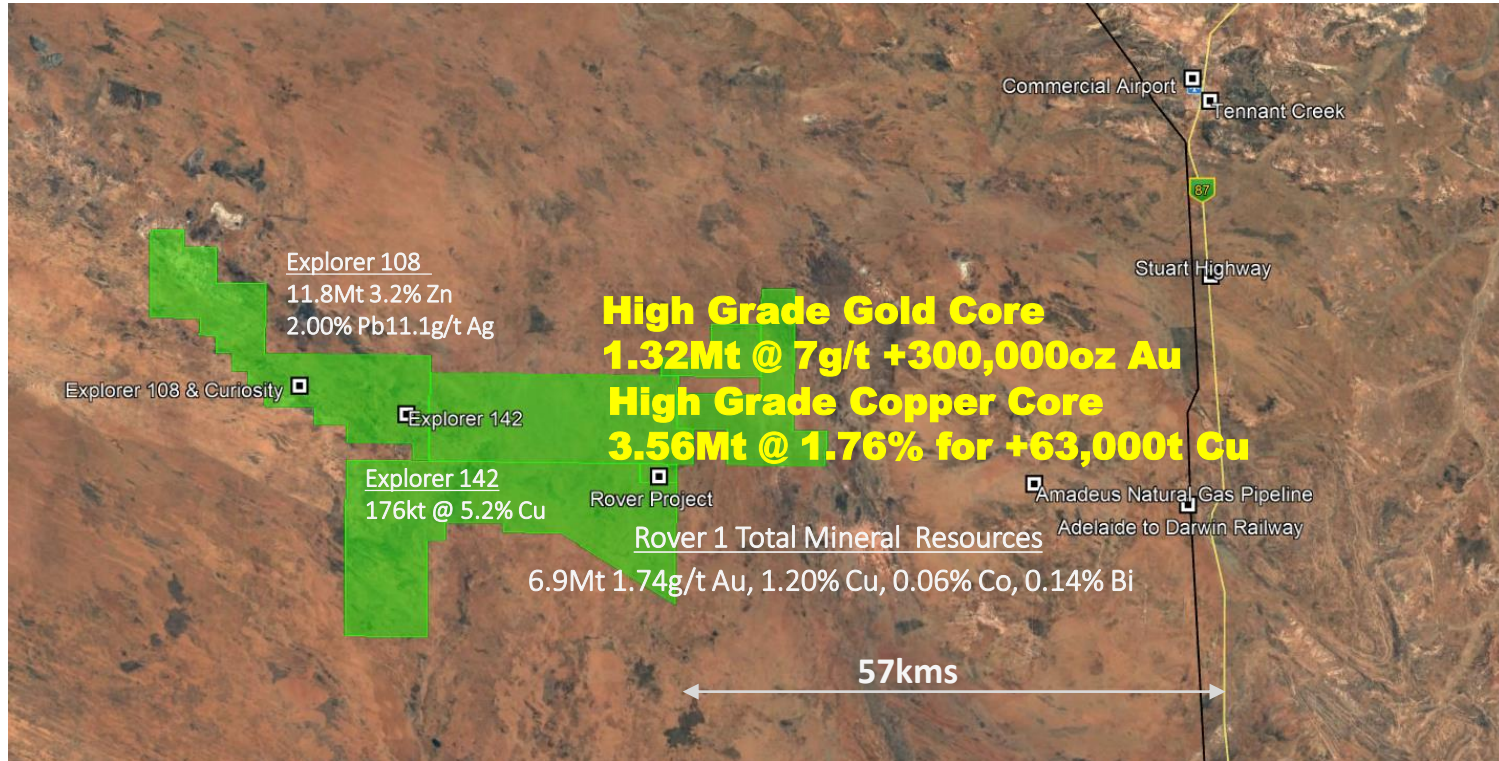 Commercial Airport
Tennant Creek
87
Stuart Highway
Explorer 108
11.8Mt 3.2% Zn
2.00% Pb11.1g/t Ag
High Grade Gold Core
1.32Mt @ 7g/t +300,000oz Au
High Grade Copper Core
3.56Mt @ 1.76% for +63,000t Cu
Explorer 108 & Curiosity
Explorer 142
Explorer 142
176kt @ 5.2% Cu
Rover Project
Amadeus Natural Gas Pipeline
Adelaide to Darwin Railway
Rover 1 Total Mineral Resources
6.9Mt 1.74g/t Au, 1.20% Cu, 0.06% Co, 0.14% Bi
57kms